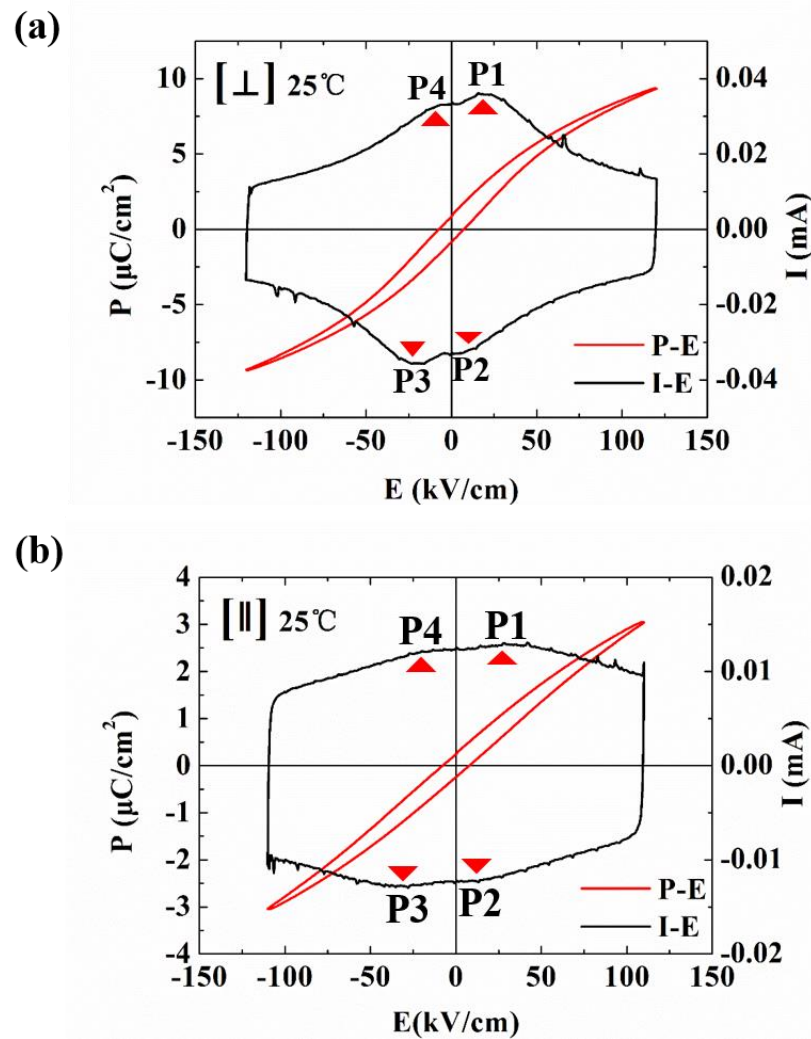 (a)
[⊥] 25℃
P4
P1
P3
P2
P-E
I-E
10
5
0
-5
-10
P (μC/cm²)
0.04
0.02
0.00
-0.02
-0.04
I (mA)
-150 -100 -50 0 50 100 150
E (kV/cm)
(b)
[∥] 25℃
P4
P1
P3
P2
P-E
I-E
4
3
2
1
0
-1
-2
-3
-4
P (μC/cm²)
0.02
0.01
0.00
-0.01
-0.02
I (mA)
-150 -100 -50 0 50 100 150
E(kV/cm)